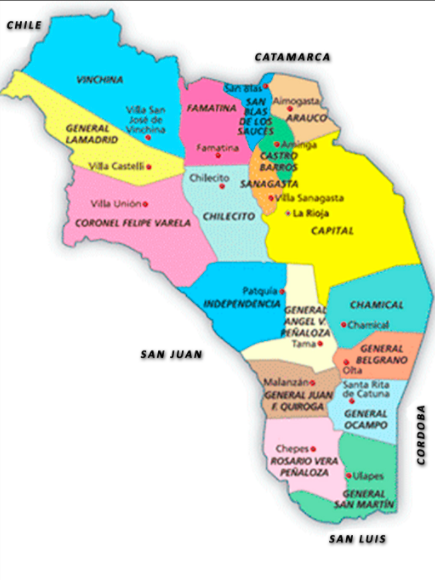 CHILE
CATAMARCA
VINCHINA
San Blas
SAN
BLAS
DE LOS
SAUCES
FAMATINA
Aimogasta
ARAUCO
Villa San
José de
Vinchina
GENERAL
LAMADRID
Famatina
Aminga
CASTRO
BARROS
Villa Castelli
Chilecito
SANAGASTA
Villa Unión
Villa Sanagasta
La Rioja
CORONEL FELIPE VARELA
CHILECITO
CAPITAL
Patquía
INDEPENDENCIA
GENERAL
ANGEL V.
PEÑALOZA
Tama
CHAMICAL
Chamical
SAN JUAN
GENERAL
BELGRANO
Olta
Malanzán
GENERAL JUAN
F. QUIROGA
Santa Rita
de Catuna
GENERAL
OCAMPO
CORDOBA
Chepes
ROSARIO VERA
PEÑALOZA
Ulapes
GENERAL
SAN MARTÍN
SAN LUIS